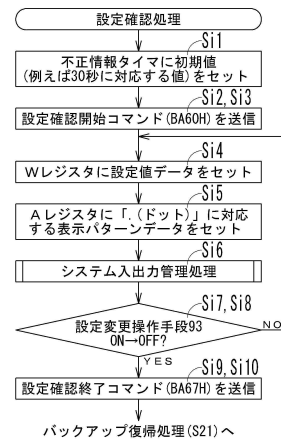 設定確認処理
Si1
不正情報タイマに初期値
(例えば30秒に対応する値)をセット
Si2, Si3
設定確認開始コマンド(BA60H)を送信
Si4
Wレジスタに設定値データをセット
Si5
Aレジスタに「.(ドット)」に対応
する表示パターンデータをセット
Si6
システム入出力管理処理
Si7, Si8
設定変更操作手段93
ON→OFF?
NO
YES
Si9, Si10
設定確認終了コマンド(BA67H)を送信
バックアップ復帰処理(S21)へ